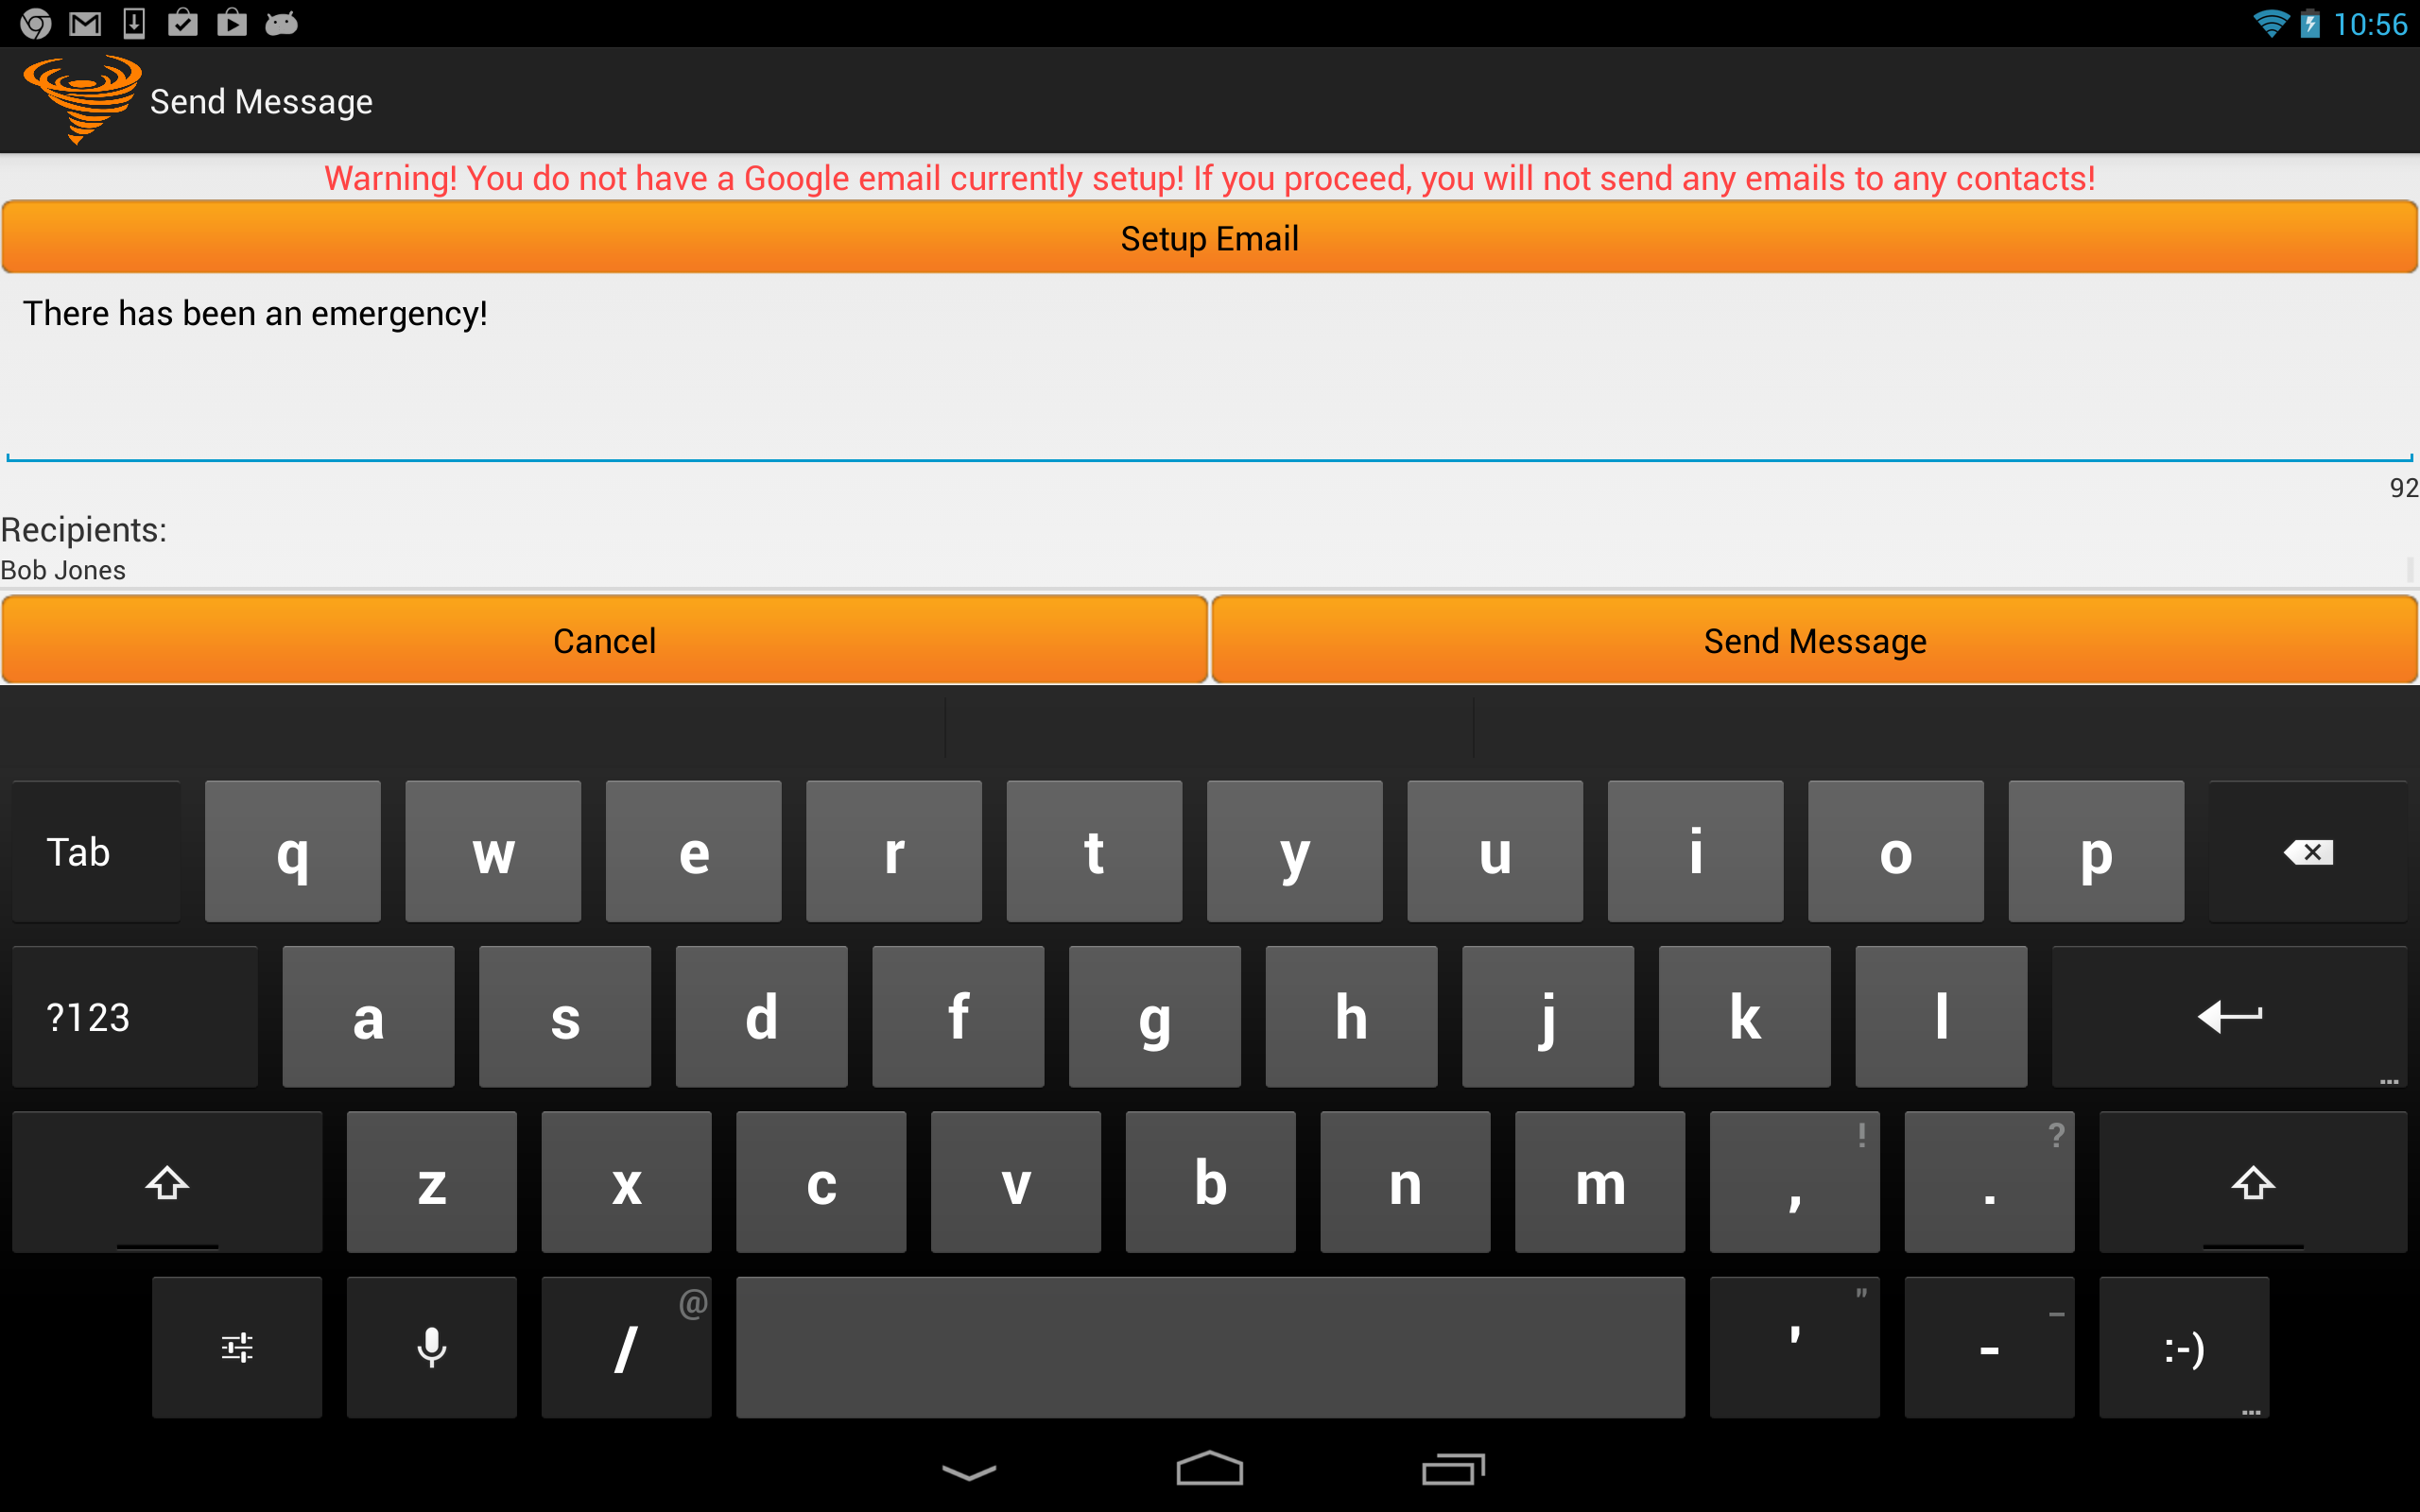 10:56
Send Message
Warning! You do not have a Google email currently setup! If you proceed, you will not send any emails to any contacts!
Setup Email
There has been an emergency!
92
Recipients:
Bob Jones
Cancel Send Message
Tab q w e r t y u i o p
?123 a s d f g h j k l ...
z x c v b n m , ! . ?
/ @ ' " - _ :-) ...